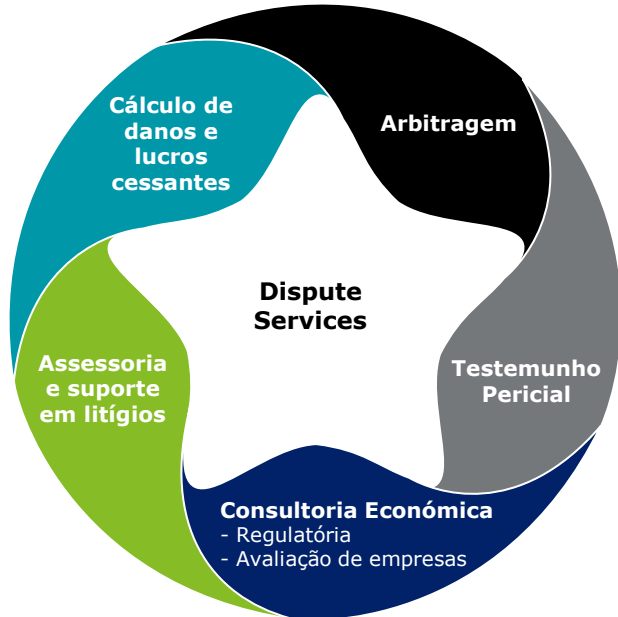 Cálculo de
danos e
lucros
cessantes
Arbitragem
Dispute
Services
Assessoria
e suporte
em litígios
Testemunho
Pericial
Consultoria Económica
- Regulatória
- Avaliação de empresas